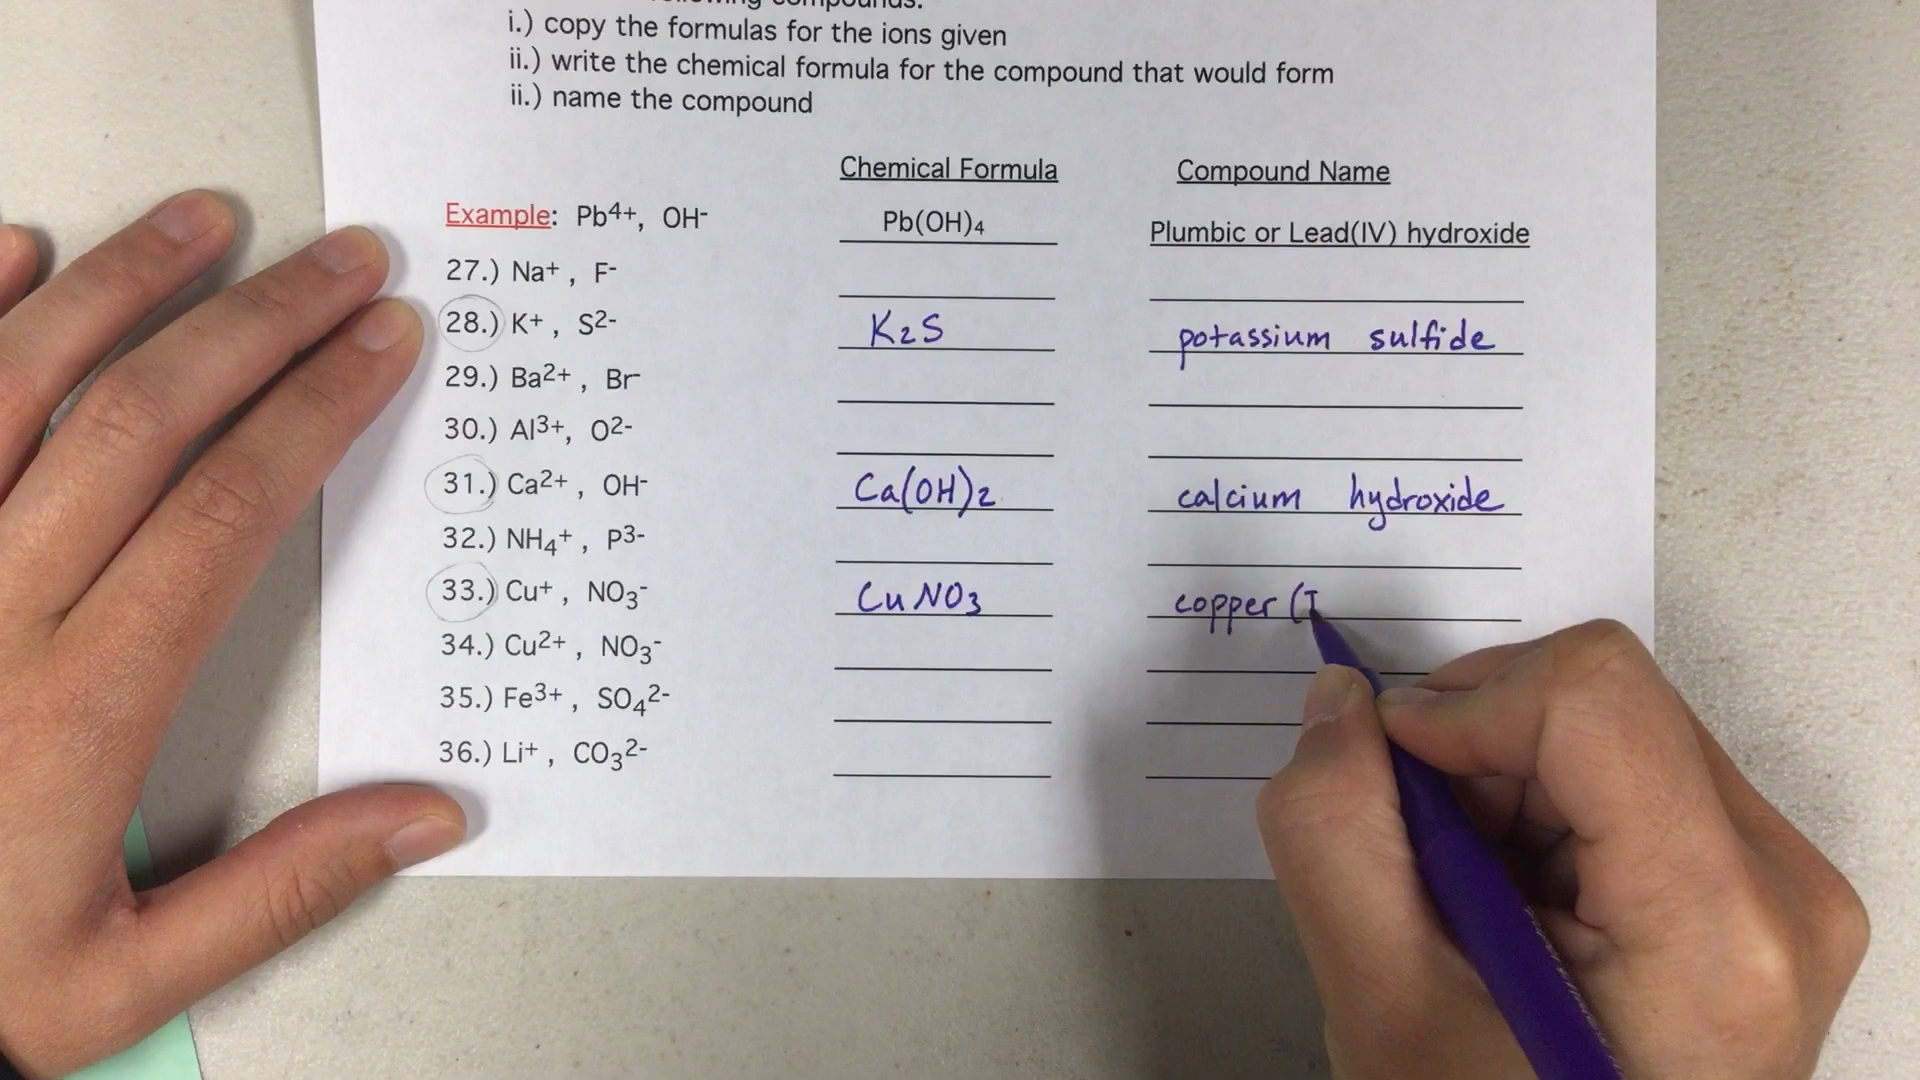 compounds.
i.) copy the formulas for the ions given
ii.) write the chemical formula for the compound that would form
ii.) name the compound
Chemical Formula Compound Name
Example: Pb⁴⁺, OH⁻ Pb(OH)₄ Plumbic or Lead(IV) hydroxide
27.) Na⁺ , F⁻
28.) K⁺ , S²⁻ K₂S potassium sulfide
29.) Ba²⁺ , Br⁻
30.) Al³⁺, O²⁻
31.) Ca²⁺ , OH⁻ Ca(OH)₂ calcium hydroxide
32.) NH₄⁺ , P³⁻
33.) Cu⁺ , NO₃⁻ CuNO₃ copper (I
34.) Cu²⁺ , NO₃⁻
35.) Fe³⁺ , SO₄²⁻
36.) Li⁺ , CO₃²⁻